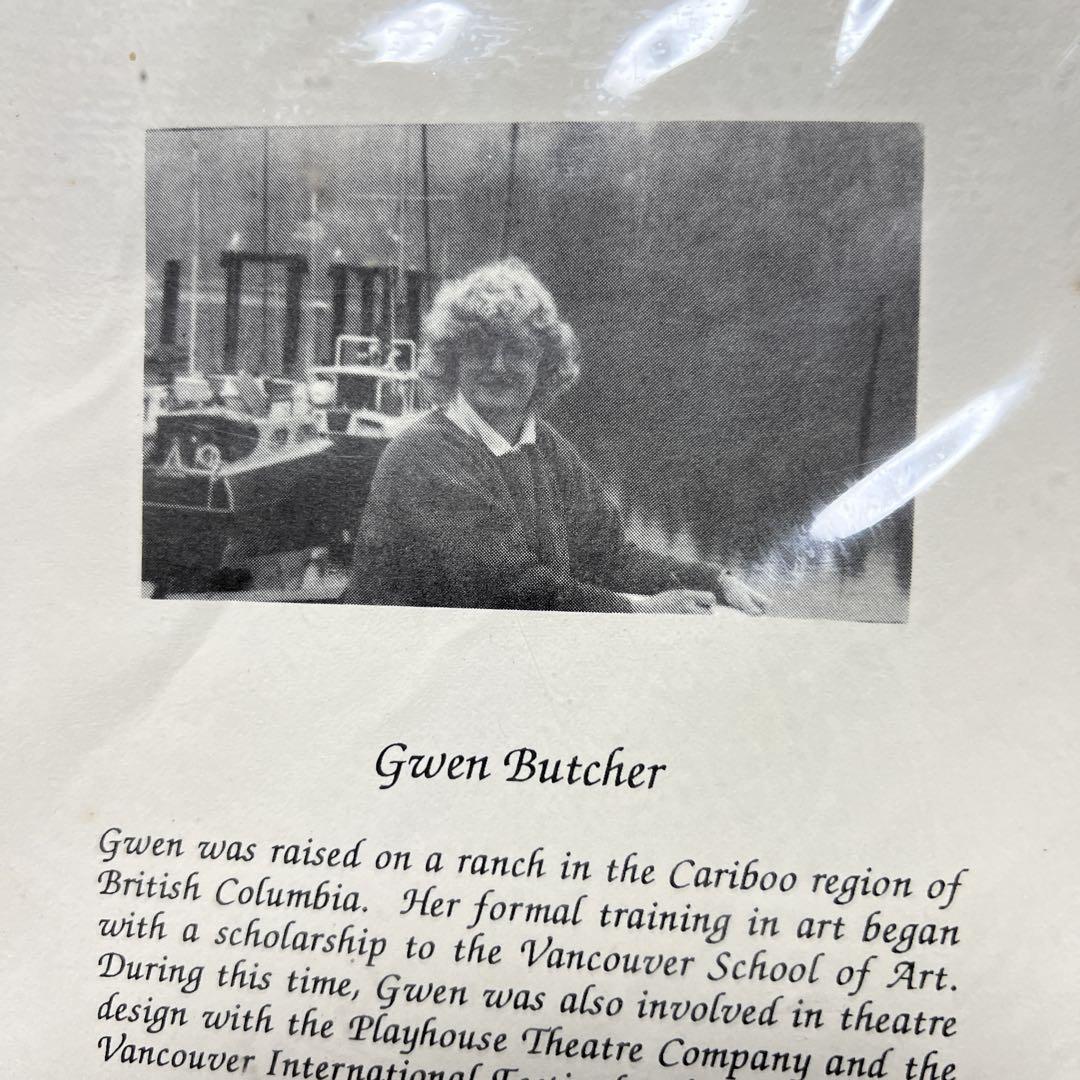 Gwen Butcher
Gwen was raised on a ranch in the Cariboo region of
British Columbia. Her formal training in art began
with a scholarship to the Vancouver School of Art.
During this time, Gwen was also involved in theatre
design with the Playhouse Theatre Company and the
Vancouver International